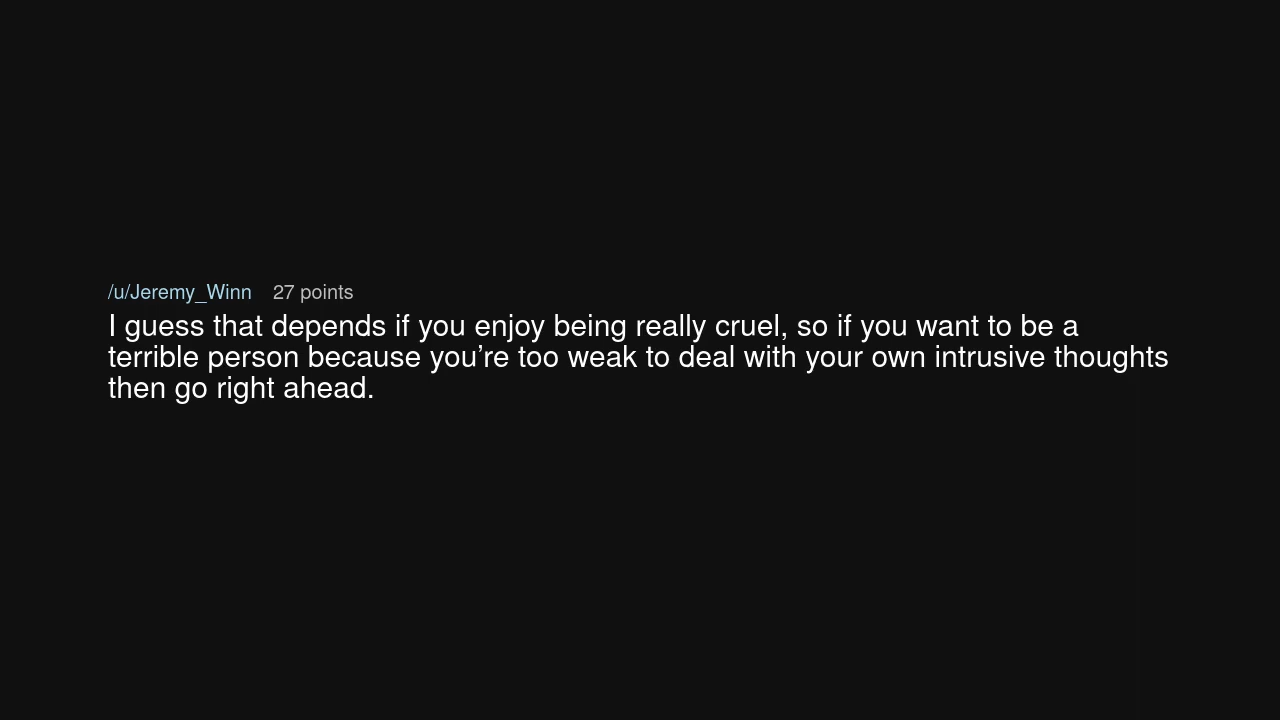 /u/Jeremy_Winn 27 points
I guess that depends if you enjoy being really cruel, so if you want to be a
terrible person because you’re too weak to deal with your own intrusive thoughts
then go right ahead.